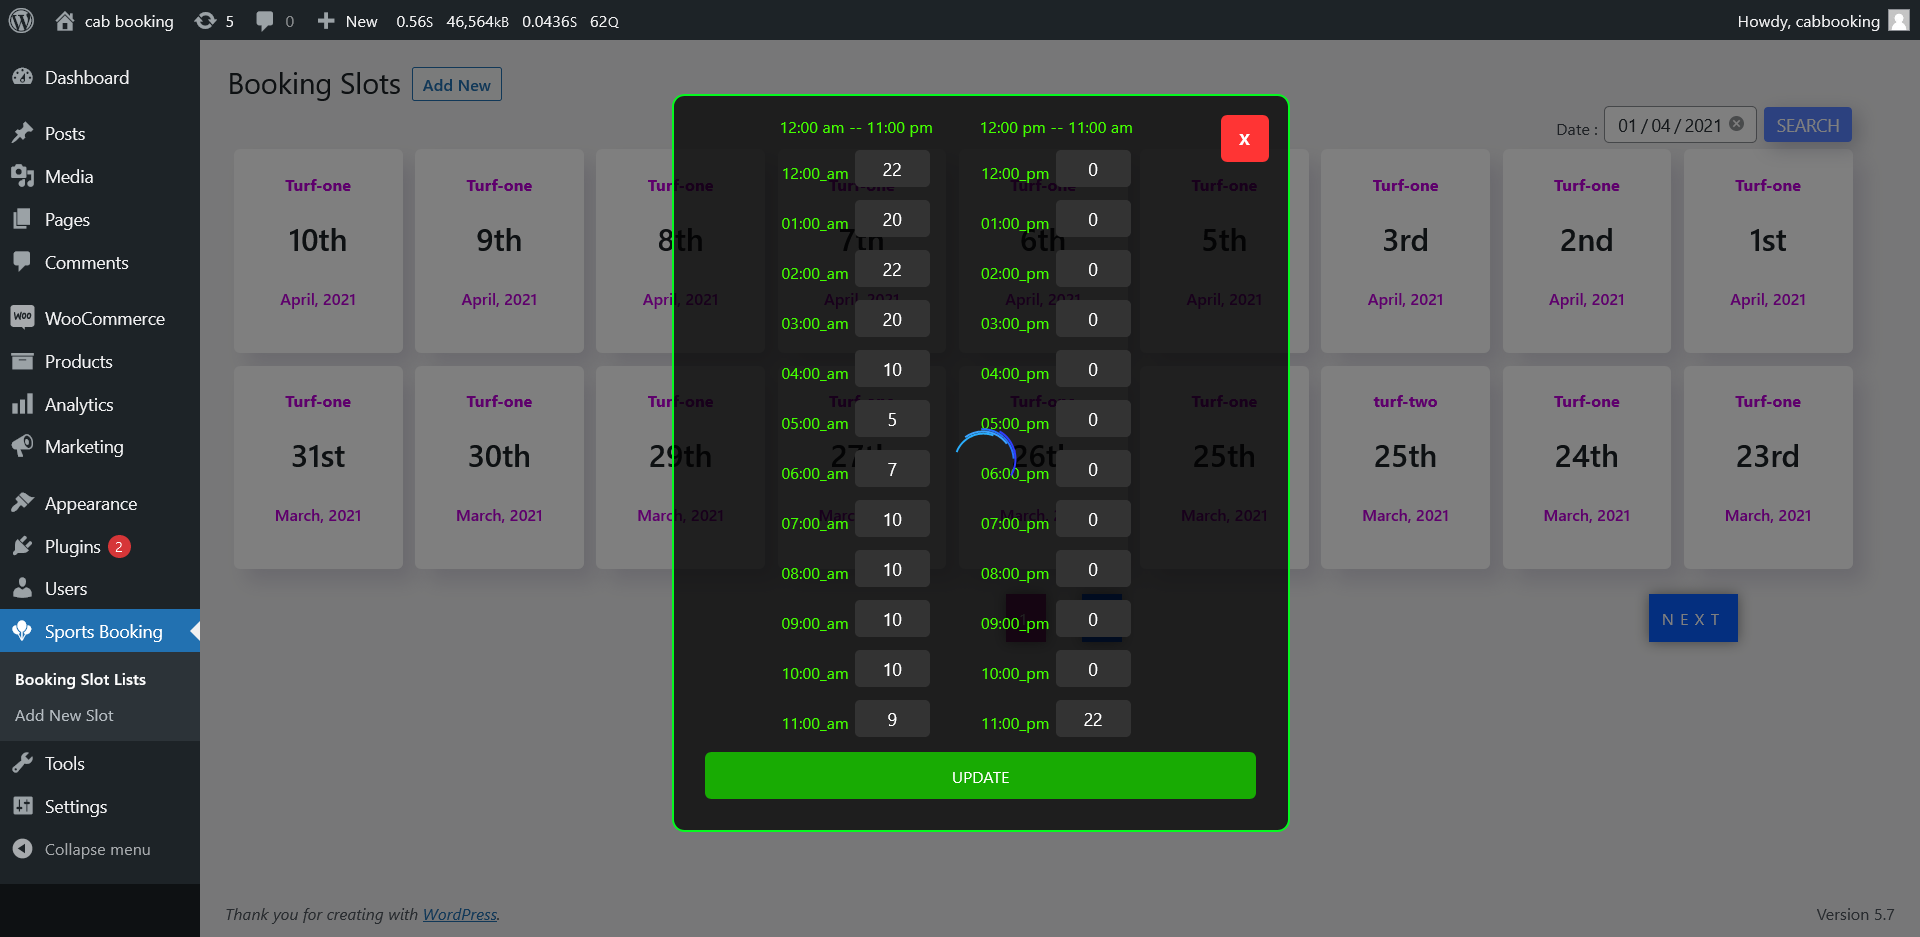 cab booking 5 0 New 0.56S 46,564kB 0.0436S 62Q Howdy, cabbooking
Dashboard
Posts
Media
Pages
Comments
WooCommerce
Products
Analytics
Marketing
Appearance
Plugins 2
Users
Sports Booking
Booking Slot Lists
Add New Slot
Tools
Settings
Collapse menu
Booking Slots Add New
Date : 01 / 04 / 2021 SEARCH
Turf-one Turf-one Turf-one Turf-one Turf-one Turf-one Turf-one Turf-one Turf-one
10th 9th 8th 7th 6th 5th 3rd 2nd 1st
April, 2021 April, 2021 April, 2021 April, 2021 April, 2021 April, 2021 April, 2021 April, 2021 April, 2021
Turf-one Turf-one Turf-one Turf-one Turf-one turf-two Turf-one Turf-one
31st 30th 29th 27th 26th 25th 25th 24th 23rd
March, 2021 March, 2021 March, 2021 March, 2021 March, 2021 March, 2021 March, 2021
NEXT
12:00 am -- 11:00 pm 12:00 pm -- 11:00 am X
12:00_am 22 12:00_pm 0
01:00_am 20 01:00_pm 0
02:00_am 22 02:00_pm 0
03:00_am 20 03:00_pm 0
04:00_am 10 04:00_pm 0
05:00_am 5 05:00_pm 0
06:00_am 7 06:00_pm 0
07:00_am 10 07:00_pm 0
08:00_am 10 08:00_pm 0
09:00_am 10 09:00_pm 0
10:00_am 10 10:00_pm 0
11:00_am 9 11:00_pm 22
UPDATE
Thank you for creating with WordPress.
Version 5.7